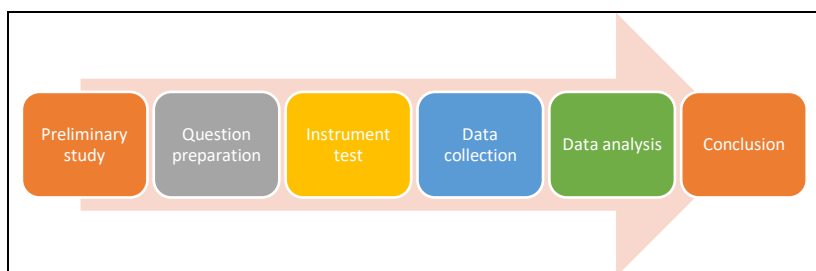 Preliminary
study
Question
preparation
Instrument
test
Data
collection
Data analysis
Conclusion